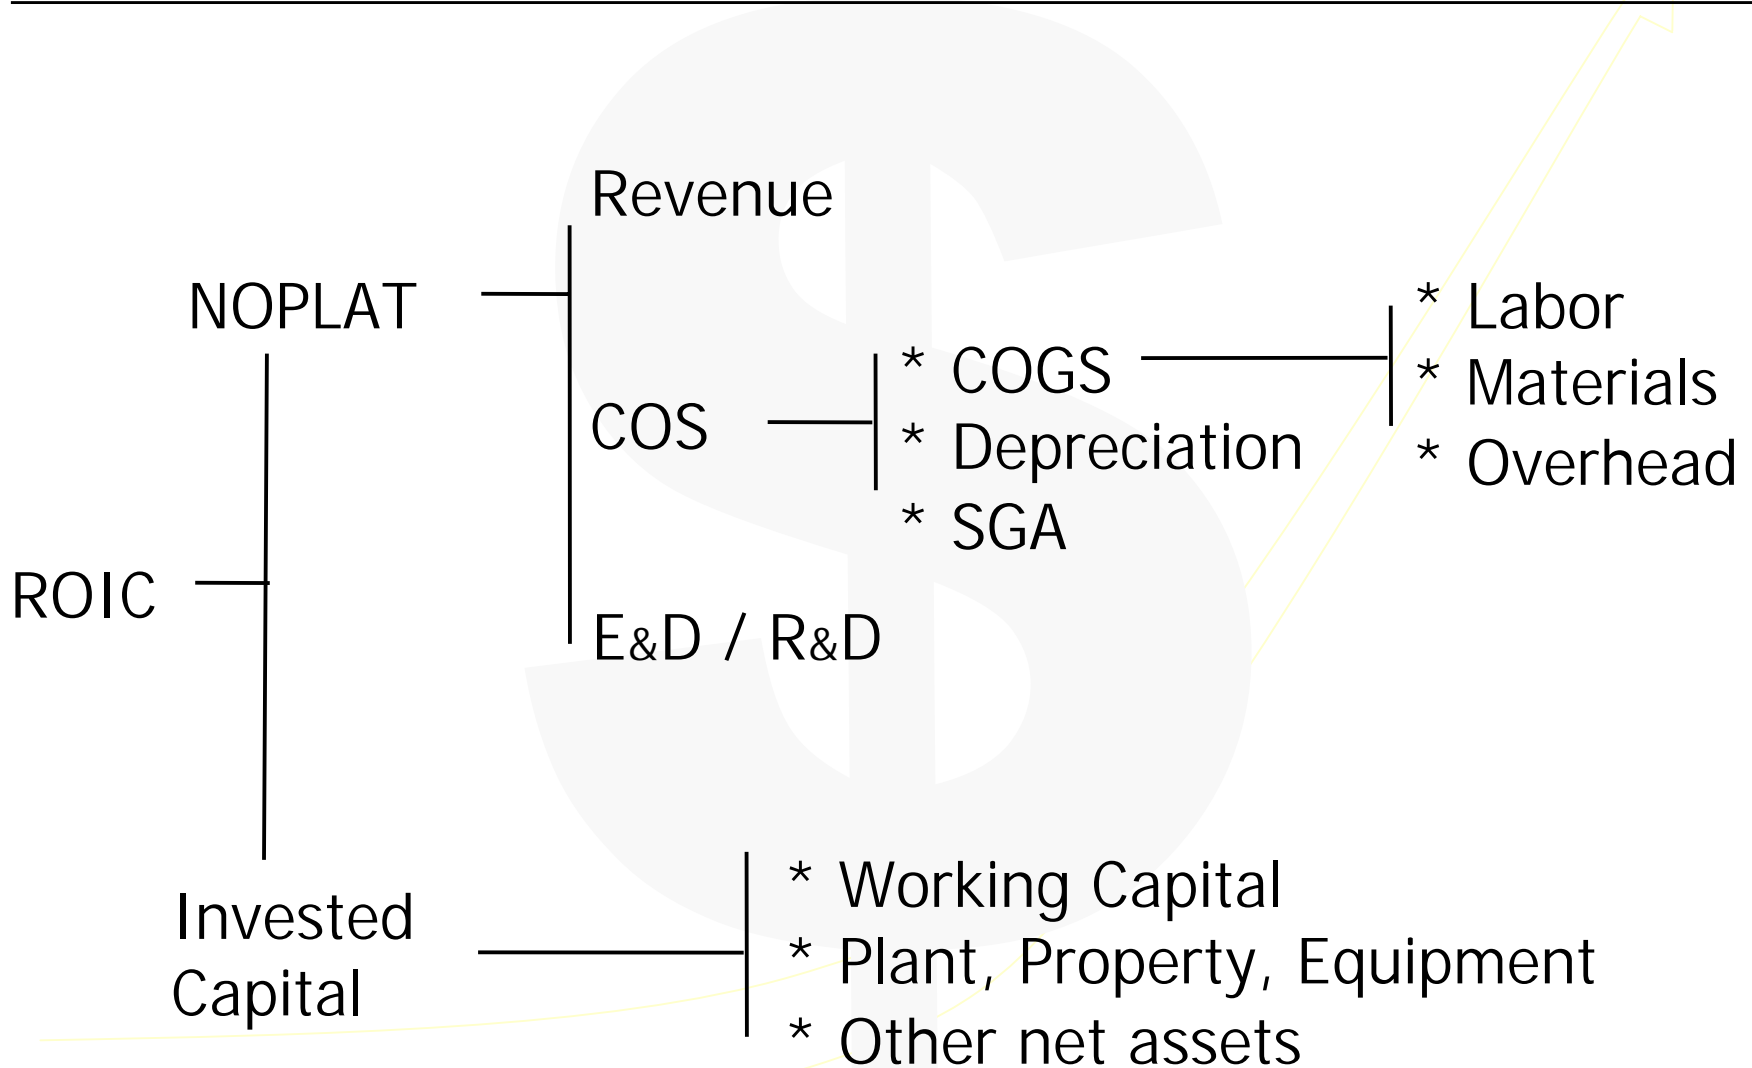 Revenue
NOPLAT
* Labor
* COGS
* Materials
COS
* Depreciation
* Overhead
* SGA
ROIC
E&D / R&D
* Working Capital
Invested
* Plant, Property, Equipment
Capital
* Other net assets